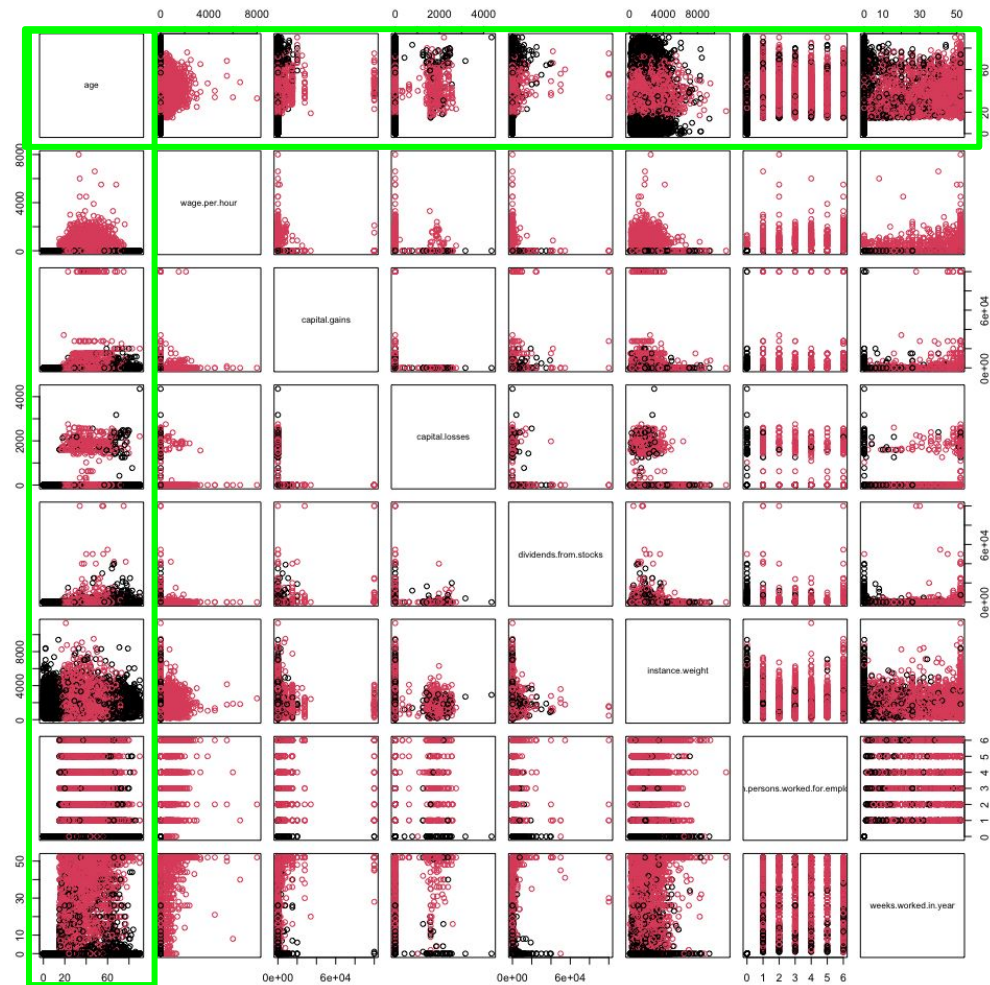 0 4000 8000 0 2000 4000 0 4000 8000 0 10 30 50
age
20 60
0 4000 8000
wage.per.hour
capital.gains
0e+00 6e+04
0 2000 4000
capital.losses
dividends.from.stocks
0e+00 6e+04
0 4000 8000
instance.weight
.persons.worked.for.emplo
0 1 2 3 4 5 6
0 10 30 50
weeks.worked.in.year
0 20 60 0e+00 6e+04 0e+00 6e+04 0 1 2 3 4 5 6